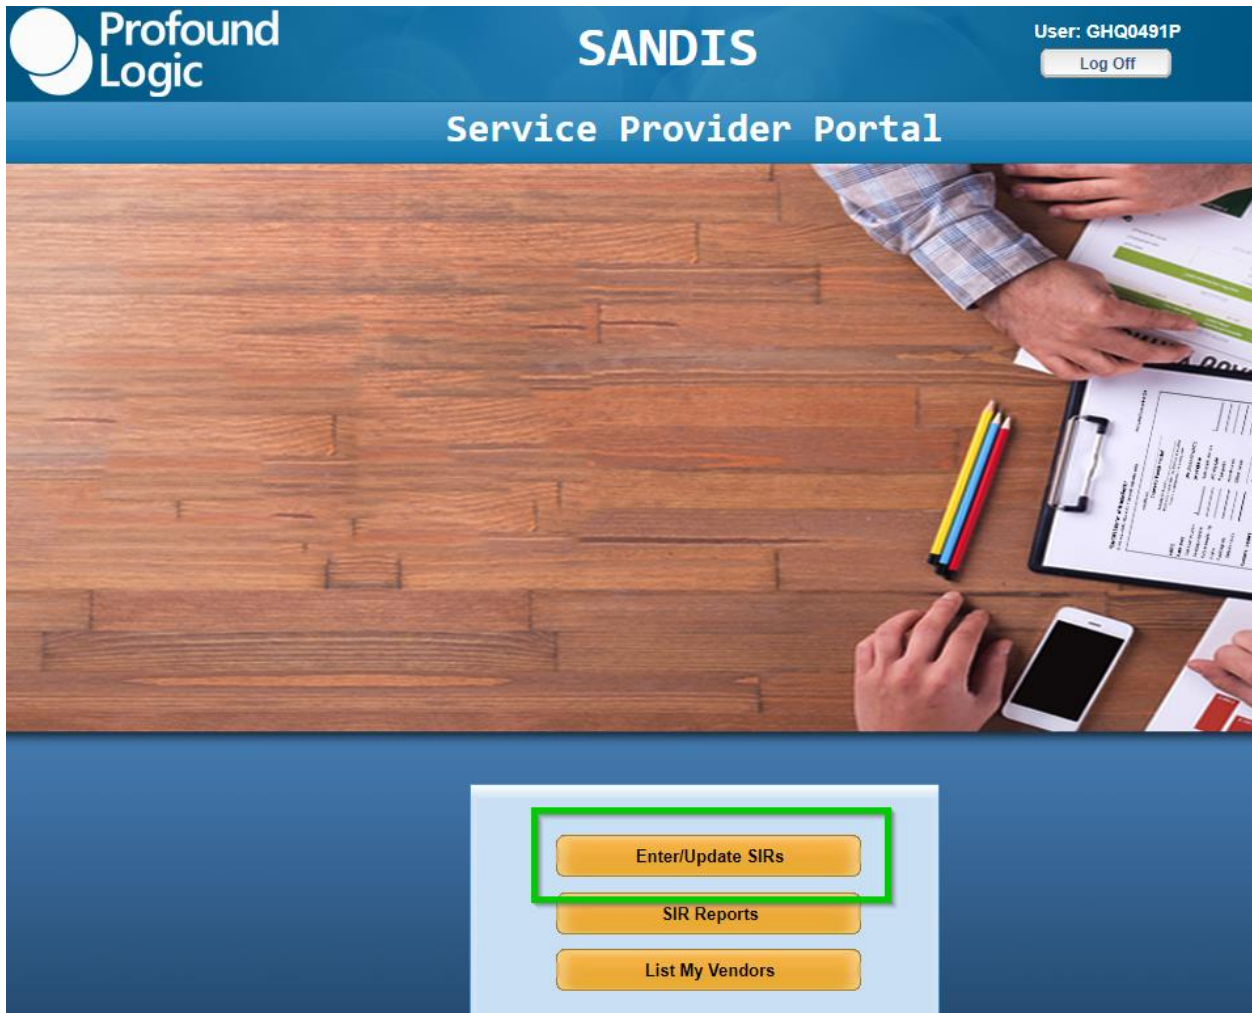 Profound
Logic
SANDIS
User: GHQ0491P
Log Off
Service Provider Portal
Enter/Update SIRs
SIR Reports
List My Vendors